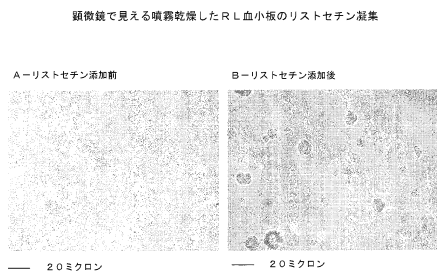 顕微鏡で見える噴霧乾燥したRL血小板のリストセチン凝集
A−リストセチン添加前
B−リストセチン添加後
20ミクロン
20ミクロン